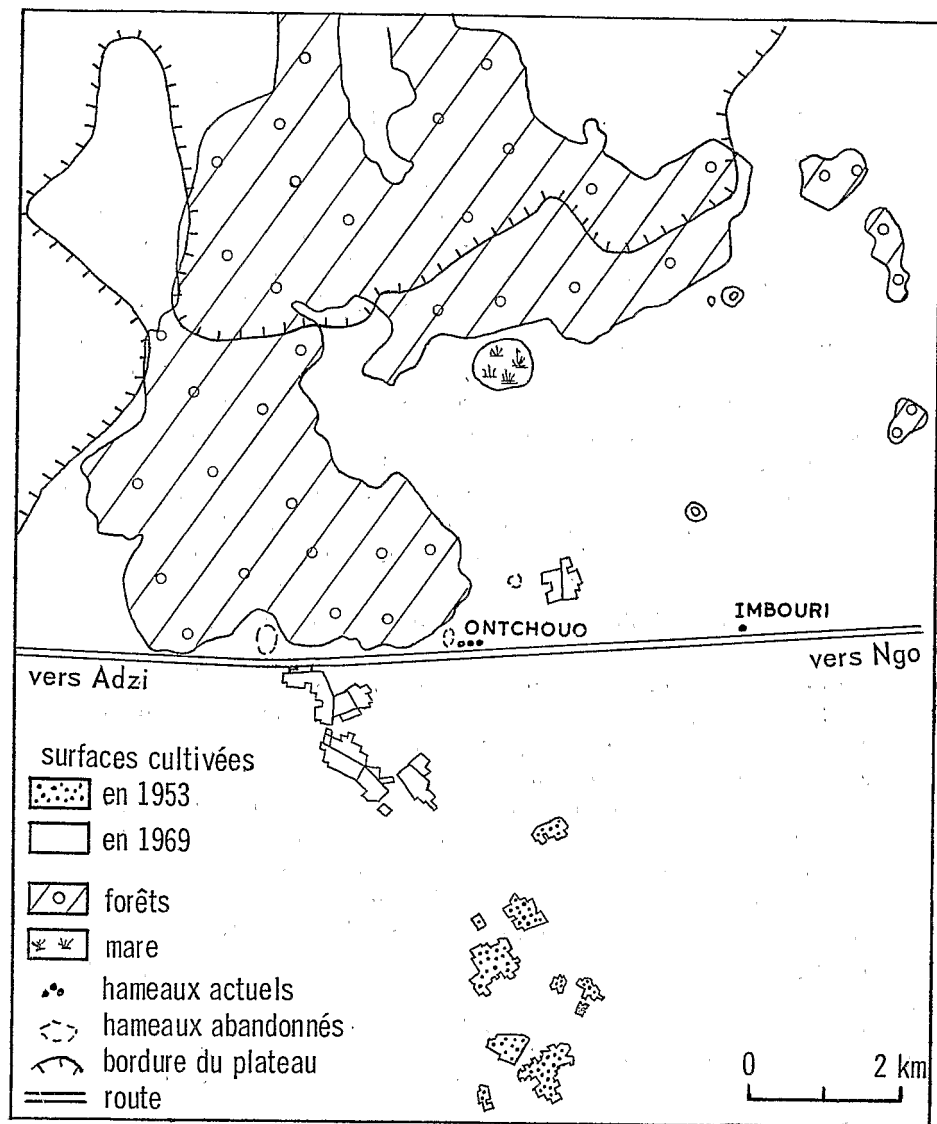 ONTCHOUO
IMBOURI
vers Adzi
vers Ngo
surfaces cultivées
en 1953
en 1969
forêts
mare
hameaux actuels
hameaux abandonnés
bordure du plateau
route
0 2 km